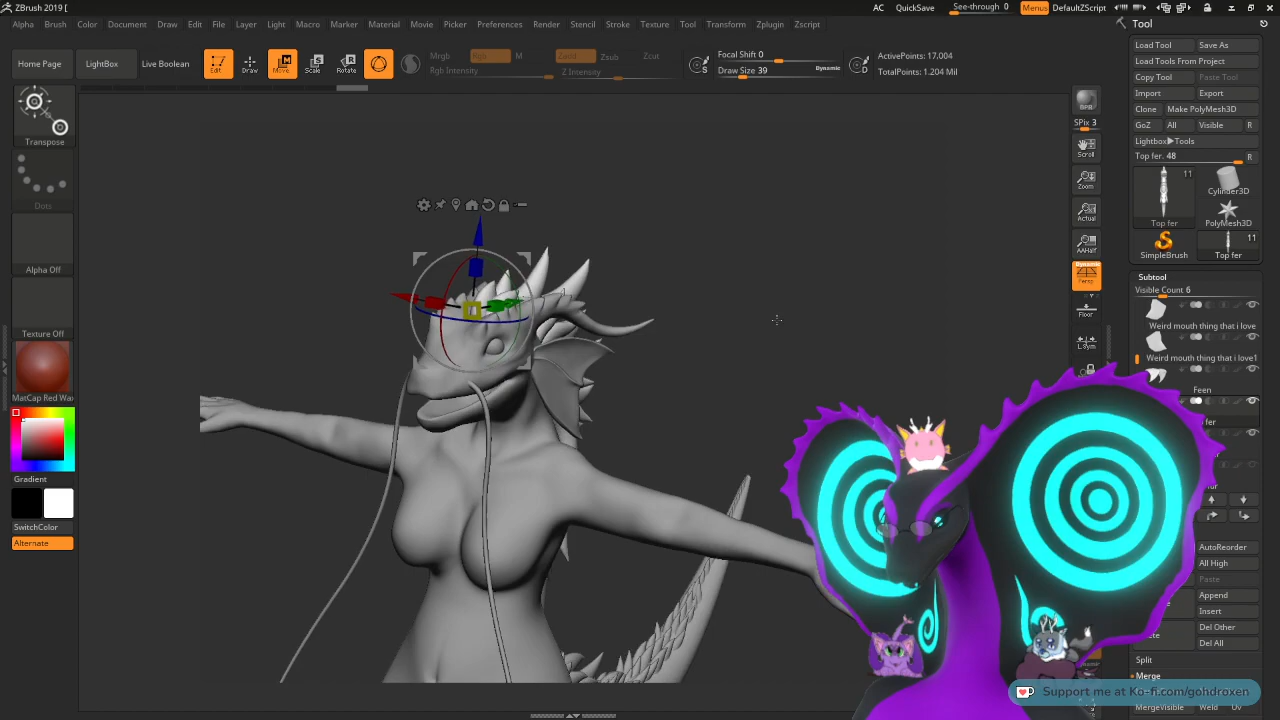 ZBrush 2019 [
AC QuickSave See-through 0 Menus DefaultZScript
Alpha Brush Color Document Draw Edit File Layer Light Macro Marker Material Movie Picker Preferences Render Stencil Stroke Texture Tool Transform Zplugin Zscript
Tool
Home Page LightBox Live Boolean Edit Draw Move Scale Rotate
Mrgb Rgb M Zadd Zsub Zcut
Rgb Intensity Z Intensity
Focal Shift 0
Draw Size 39 Dynamic
ActivePoints: 17,004
TotalPoints: 1.204 Mil
Load Tool Save As
Load Tools From Project
Copy Tool Paste Tool
Import Export
Clone Make PolyMesh3D
GoZ All Visible R
Lightbox▶Tools
Top fer. 48 R
11
Top fer
Cylinder3D
PolyMesh3D
SimpleBrush
11
Top fer
Subtool
Visible Count 6
Weird mouth thing that i love
Weird mouth thing that i love1
Feen
AutoReorder
All High
Paste
Append
Insert
Del Other
Del All
Split
Merge
MergeVisible Weld Uv
BPR
SPix 3
Scroll
Zoom
Actual
AAHalf
Dynamic
Persp
Floor
L.Sym
Transpose
Dots
Alpha Off
Texture Off
MatCap Red Wax
Gradient
SwitchColor
Alternate
Support me at Ko-fi.com/gohdroxen